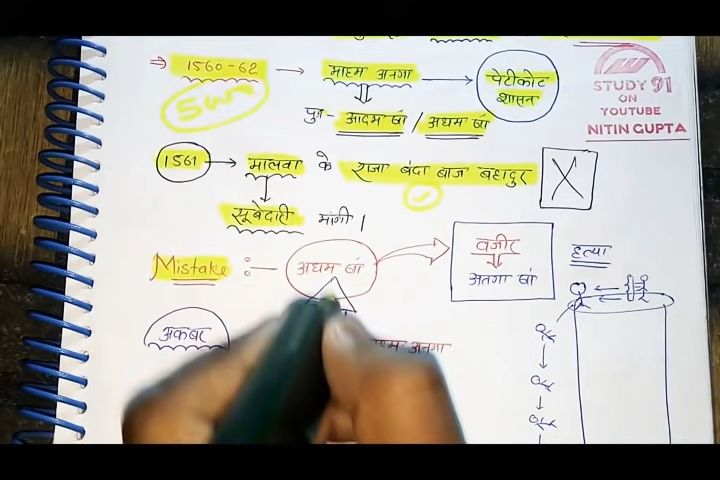 ⇒ 1560-62 → माहम अनगा → पेटीकोट शासन
STUDY 91
ON
YOUTUBE
NITIN GUPTA
पुत्र- आदम खां / अधम खां
1561 → मालवा के राजा बंदा बाज बहादुर X
सूबेदारी मांगी।
Mistake :- अधम खां
वजीर
अतगा खां
हत्या
अकबर
अनगा